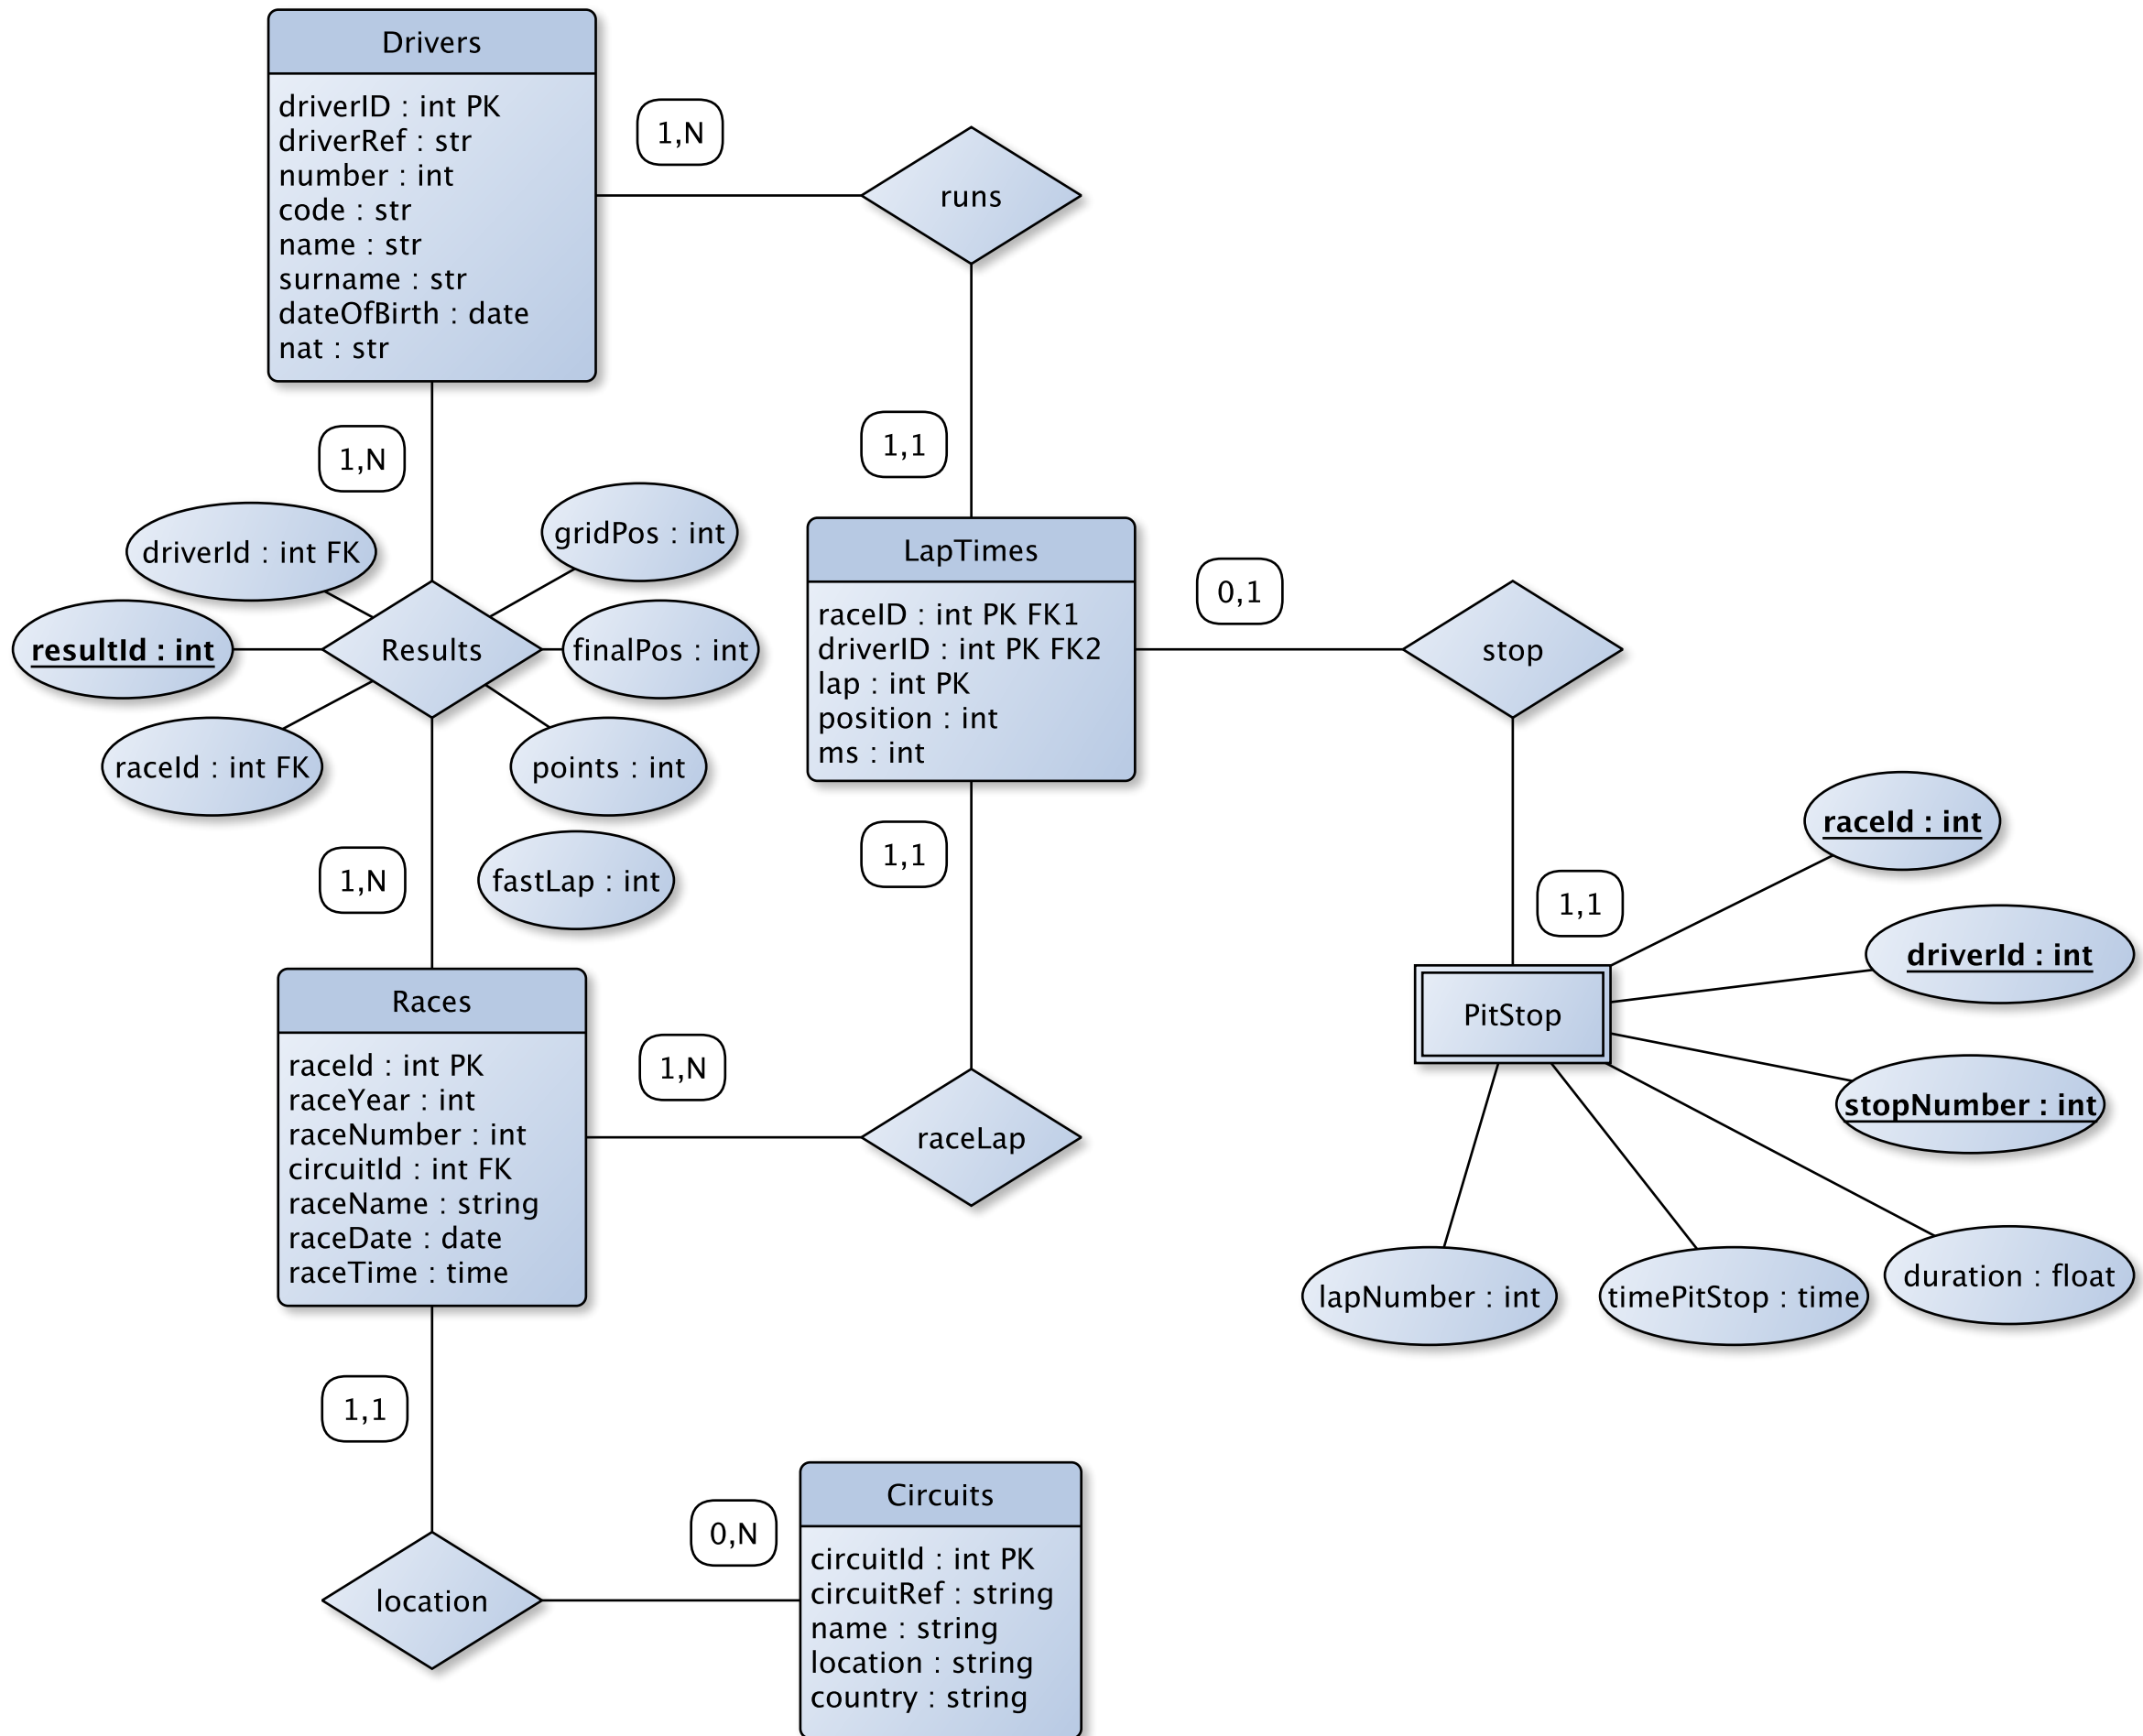 Drivers
driverID : int PK
driverRef : str
number : int
code : str
name : str
surname : str
dateOfBirth : date
nat : str
1,N
runs
1,N
1,1
driverId : int FK
gridPos : int
resultId : int
Results
finalPos : int
raceId : int FK
points : int
fastLap : int
1,N
LapTimes
raceID : int PK FK1
driverID : int PK FK2
lap : int PK
position : int
ms : int
0,1
stop
1,1
1,1
PitStop
raceId : int
driverId : int
stopNumber : int
lapNumber : int
timePitStop : time
duration : float
Races
raceId : int PK
raceYear : int
raceNumber : int
circuitId : int FK
raceName : string
raceDate : date
raceTime : time
1,N
raceLap
1,1
location
0,N
Circuits
circuitId : int PK
circuitRef : string
name : string
location : string
country : string